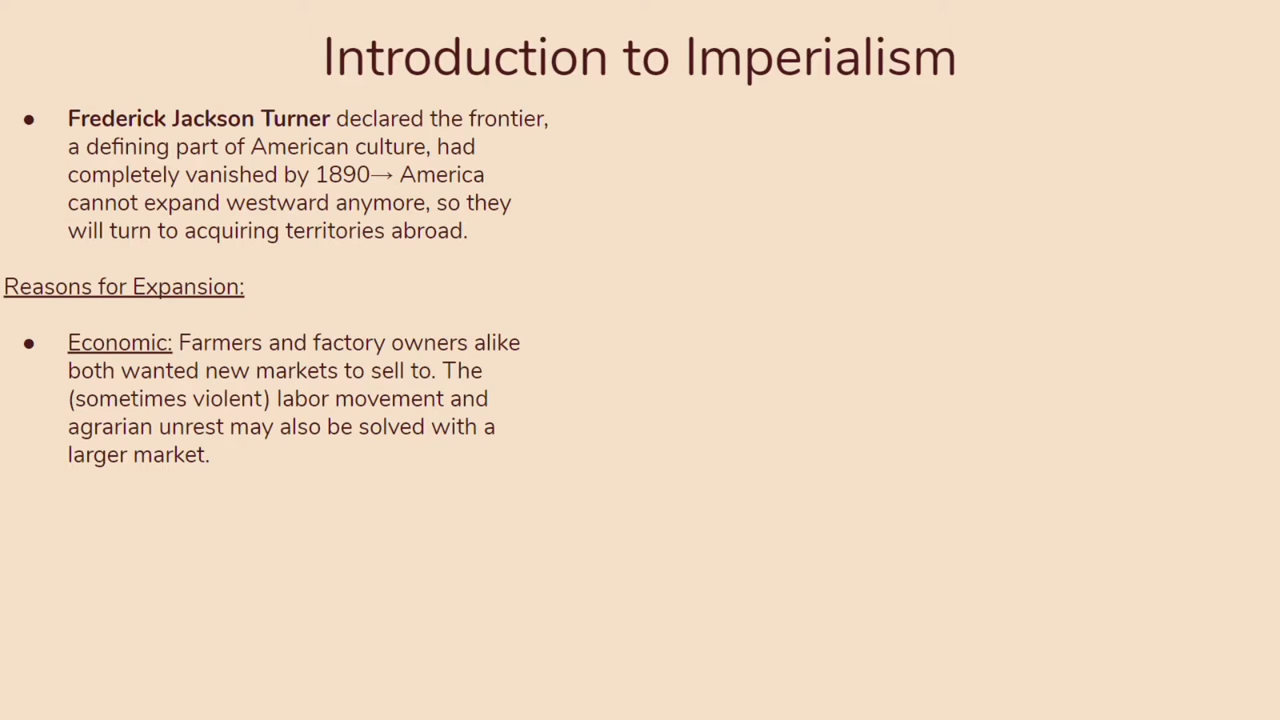 Introduction to Imperialism
● Frederick Jackson Turner declared the frontier,
a defining part of American culture, had
completely vanished by 1890→ America
cannot expand westward anymore, so they
will turn to acquiring territories abroad.
Reasons for Expansion:
● Economic: Farmers and factory owners alike
both wanted new markets to sell to. The
(sometimes violent) labor movement and
agrarian unrest may also be solved with a
larger market.